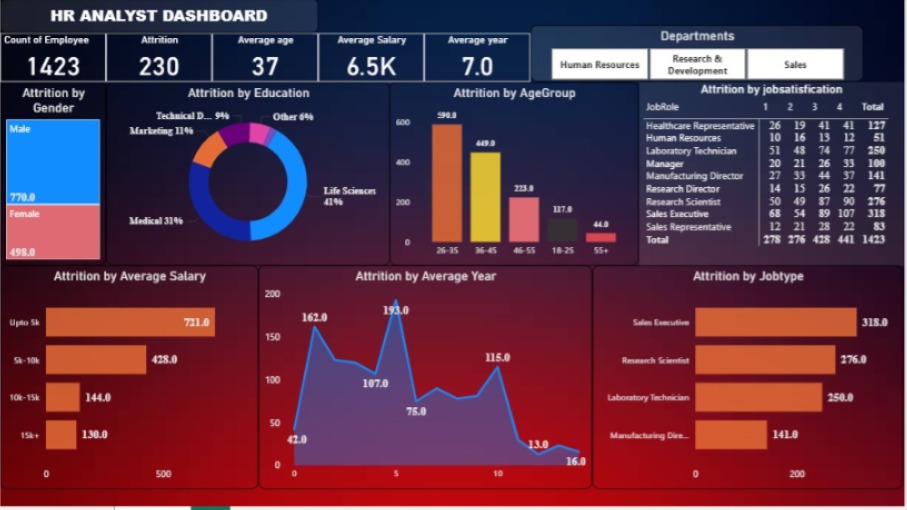 HR ANALYST DASHBOARD
Count of Employee
1423
Attrition
230
Average age
37
Average Salary
6.5K
Average year
7.0
Departments
Human Resources
Research &
Development
Sales
Attrition by
Gender
Male
770.0
Female
498.0
Attrition by Education
Technical D... 9%
Other 6%
Marketing 11%
Life Sciences
41%
Medical 31%
Attrition by AgeGroup
600
400
200
0
590.0
449.0
223.0
117.0
44.0
26-35 36-45 46-55 18-25 55+
Attrition by jobsatisfication
JobRole 1 2 3 4 Total
Healthcare Representative 26 19 41 41 127
Human Resources 10 16 13 12 51
Laboratory Technician 51 48 74 77 250
Manager 20 21 26 33 100
Manufacturing Director 27 33 44 37 141
Research Director 14 15 26 22 77
Research Scientist 50 49 87 90 276
Sales Executive 68 54 89 107 318
Sales Representative 12 21 28 22 83
Total 278 276 428 441 1423
Attrition by Average Salary
Upto 5k 721.0
5k-10k 428.0
10k-15k 144.0
15k+ 130.0
0 500
Attrition by Average Year
200
150
100
50
0
42.0
162.0
107.0
193.0
75.0
115.0
13.0
16.0
0 5 10
Attrition by Jobtype
Sales Executive 318.0
Research Scientist 276.0
Laboratory Technician 250.0
Manufacturing Dire... 141.0
0 200